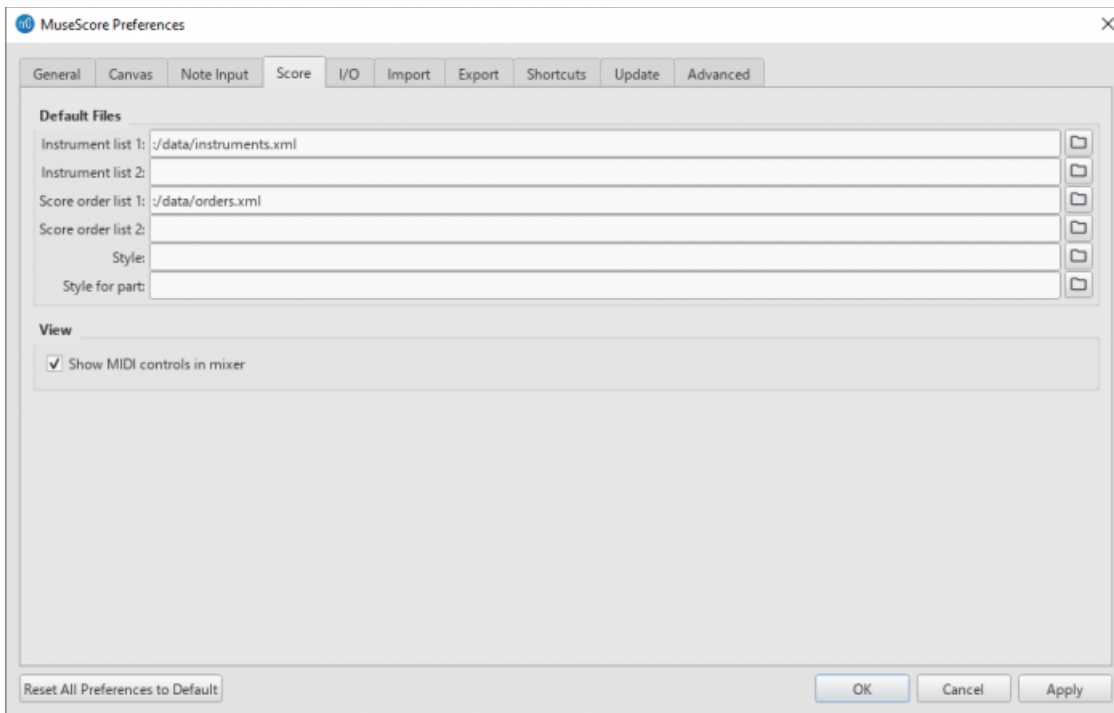 MuseScore Preferences
General Canvas Note Input Score I/O Import Export Shortcuts Update Advanced
Default Files
Instrument list 1: :/data/instruments.xml
Instrument list 2:
Score order list 1: :/data/orders.xml
Score order list 2:
Style:
Style for part:
View
Show MIDI controls in mixer
Reset All Preferences to Default OK Cancel Apply